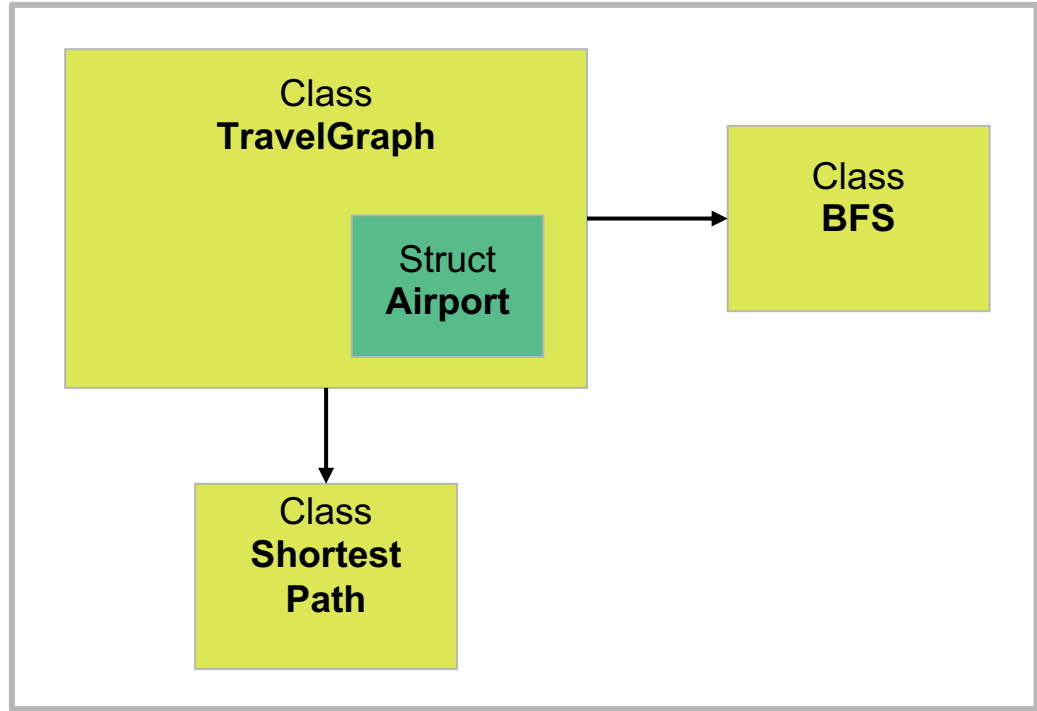 Class
TravelGraph
Struct
Airport
Class
BFS
Class
Shortest
Path